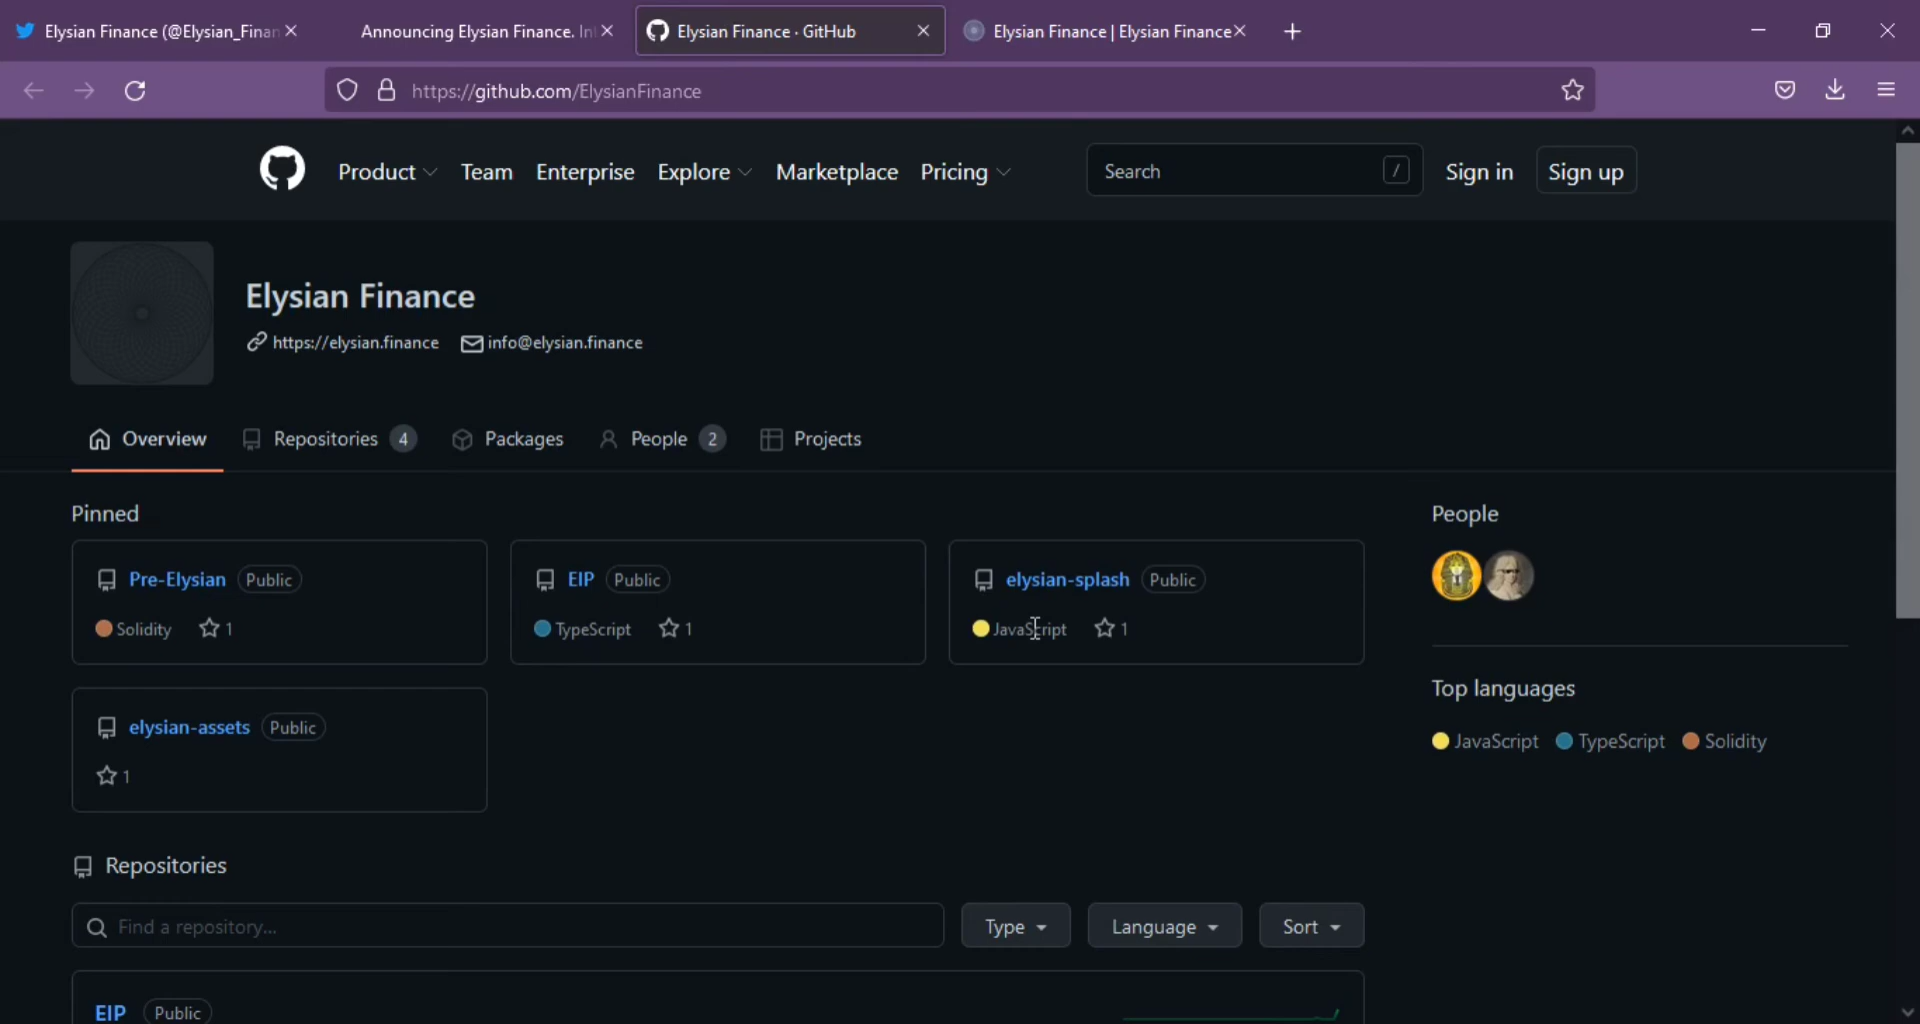 Elysian Finance (@Elysian_Finan
Announcing Elysian Finance. In
Elysian Finance · GitHub
Elysian Finance | Elysian Finance
https://github.com/ElysianFinance
Product
Team
Enterprise
Explore
Marketplace
Pricing
Search
/
Sign in
Sign up
Elysian Finance
https://elysian.finance
info@elysian.finance
Overview
Repositories 4
Packages
People 2
Projects
Pinned
Pre-Elysian Public
Solidity 1
EIP Public
TypeScript 1
elysian-splash Public
JavaScript 1
elysian-assets Public
1
People
Top languages
JavaScript TypeScript Solidity
Repositories
Find a repository...
Type
Language
Sort
EIP Public